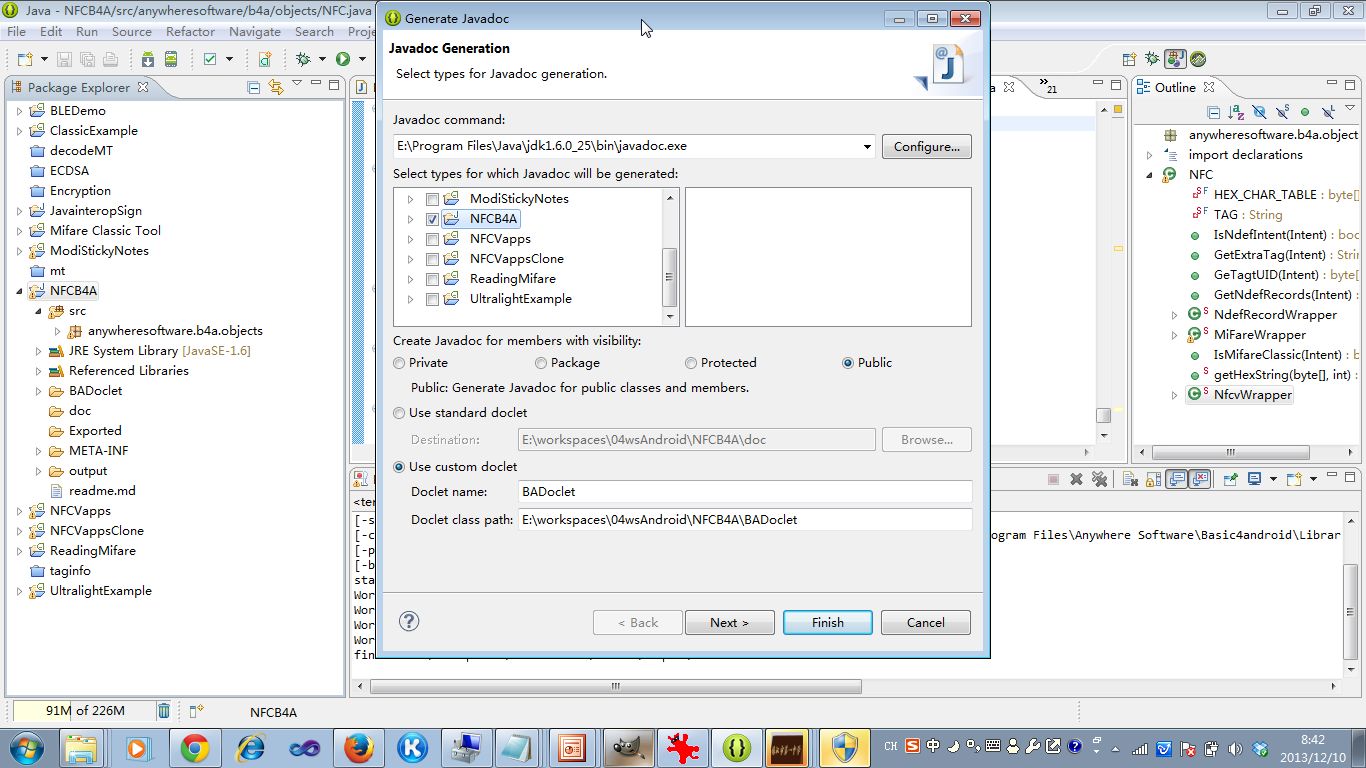 Java - NFCB4A/src/anywheresoftware/b4a/objects/NFC.java
File Edit Run Source Refactor Navigate Search Proje
Package Explorer
BLEDemo
ClassicExample
decodeMT
ECDSA
Encryption
JavainteropSign
Mifare Classic Tool
ModiStickyNotes
mt
NFCB4A
src
anywheresoftware.b4a.objects
JRE System Library [JavaSE-1.6]
Referenced Libraries
BADoclet
doc
Exported
META-INF
output
readme.md
NFCVapps
NFCVappsClone
ReadingMifare
taginfo
UltralightExample
Generate Javadoc
Javadoc Generation
Select types for Javadoc generation.
Javadoc command:
E:\Program Files\Java\jdk1.6.0_25\bin\javadoc.exe
Configure...
Select types for which Javadoc will be generated:
ModiStickyNotes
NFCB4A
NFCVapps
NFCVappsClone
ReadingMifare
UltralightExample
Create Javadoc for members with visibility:
Private Package Protected Public
Public: Generate Javadoc for public classes and members.
Use standard doclet
Destination: E:\workspaces\04wsAndroid\NFCB4A\doc Browse...
Use custom doclet
Doclet name: BADoclet
Doclet class path: E:\workspaces\04wsAndroid\NFCB4A\BADoclet
< Back Next > Finish Cancel
a
»21
Outline
anywheresoftware.b4a.object
import declarations
NFC
HEX_CHAR_TABLE : byte[]
TAG : String
IsNdefIntent(Intent) : boo
GetExtraTag(Intent) : Strin
GeTagtUID(Intent) : byte[]
GetNdefRecords(Intent) :
NdefRecordWrapper
MiFareWrapper
IsMifareClassic(Intent) : b
getHexString(byte[], int) :
NfcvWrapper
<ter
[-s
[-c
ogram Files\Anywhere Software\Basic4android\Librar
[-p
[-b
sta
Wor
Wor
Wor
Wor
fin
91M of 226M
NFCB4A
CH
中
8:42
2013/12/10